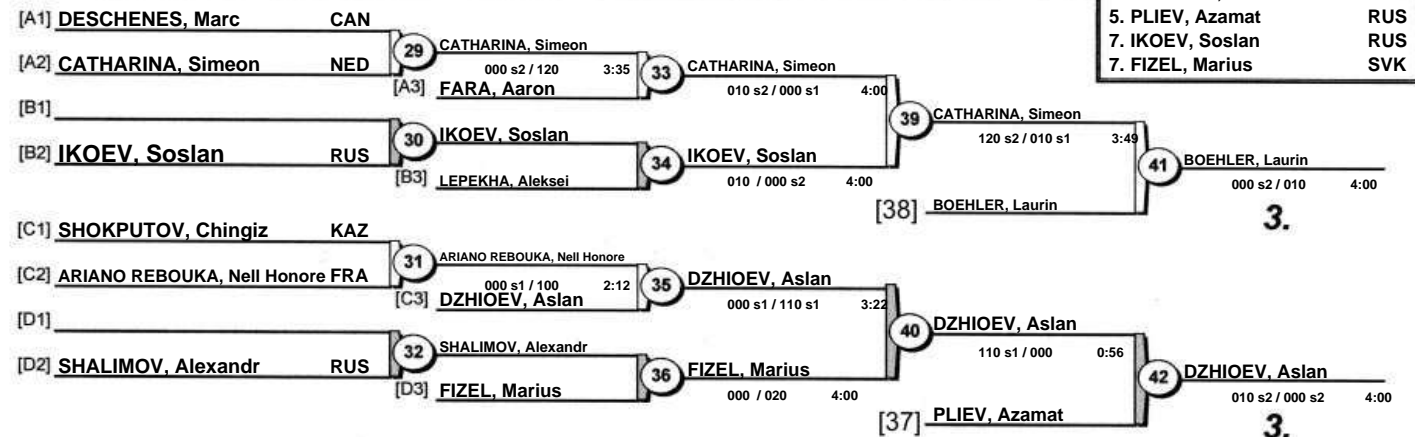 5. PLIEV, Azamat RUS
7. IKOEV, Soslan RUS
7. FIZEL, Marius SVK
[A1] DESCHENES, Marc CAN
29 CATHARINA, Simeon
[A2] CATHARINA, Simeon NED
000 s2 / 120 3:35
33 CATHARINA, Simeon
[A3] FARA, Aaron
010 s2 / 000 s1 4:00
[B1]
39 CATHARINA, Simeon
30 IKOEV, Soslan
120 s2 / 010 s1 3:49
[B2] IKOEV, Soslan RUS
34 IKOEV, Soslan
41 BOEHLER, Laurin
[B3] LEPEKHA, Aleksei
010 / 000 s2 4:00
000 s2 / 010 4:00
[38] BOEHLER, Laurin
3.
[C1] SHOKPUTOV, Chingiz KAZ
31 ARIANO REBOUKA, Nell Honore
[C2] ARIANO REBOUKA, Nell Honore FRA
000 s1 / 100 2:12
35 DZHIOEV, Aslan
[C3] DZHIOEV, Aslan
000 s1 / 110 s1 3:22
[D1]
40 DZHIOEV, Aslan
32 SHALIMOV, Alexandr
110 s1 / 000 0:56
[D2] SHALIMOV, Alexandr RUS
36 FIZEL, Marius
42 DZHIOEV, Aslan
[D3] FIZEL, Marius
000 / 020 4:00
010 s2 / 000 s2 4:00
[37] PLIEV, Azamat
3.